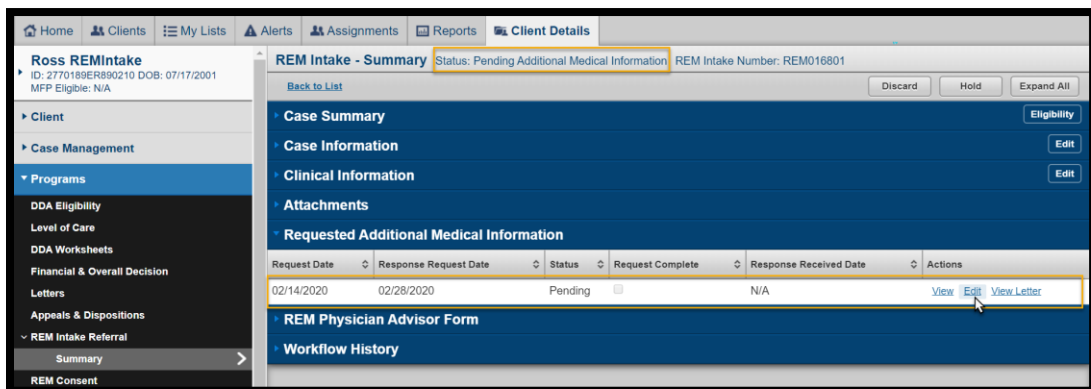 Home Clients My Lists Alerts Assignments Reports Client Details
Ross REMIntake
ID: 2770189ER890210 DOB: 07/17/2001
MFP Eligible: N/A
Client
Case Management
Programs
DDA Eligibility
Level of Care
DDA Worksheets
Financial & Overall Decision
Letters
Appeals & Dispositions
REM Intake Referral
Summary
REM Consent
REM Intake - Summary Status: Pending Additional Medical Information REM Intake Number: REM016801
Back to List Discard Hold Expand All
Case Summary Eligibility
Case Information Edit
Clinical Information Edit
Attachments
Requested Additional Medical Information
Request Date Response Request Date Status Request Complete Response Received Date Actions
02/14/2020 02/28/2020 Pending N/A View Edit View Letter
REM Physician Advisor Form
Workflow History